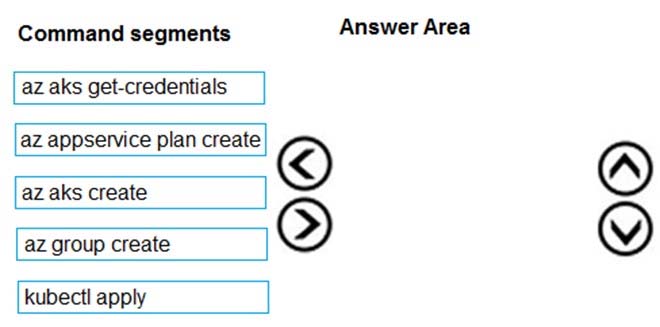 Command segments
Answer Area
az aks get-credentials
az appservice plan create
az aks create
az group create
kubectl apply